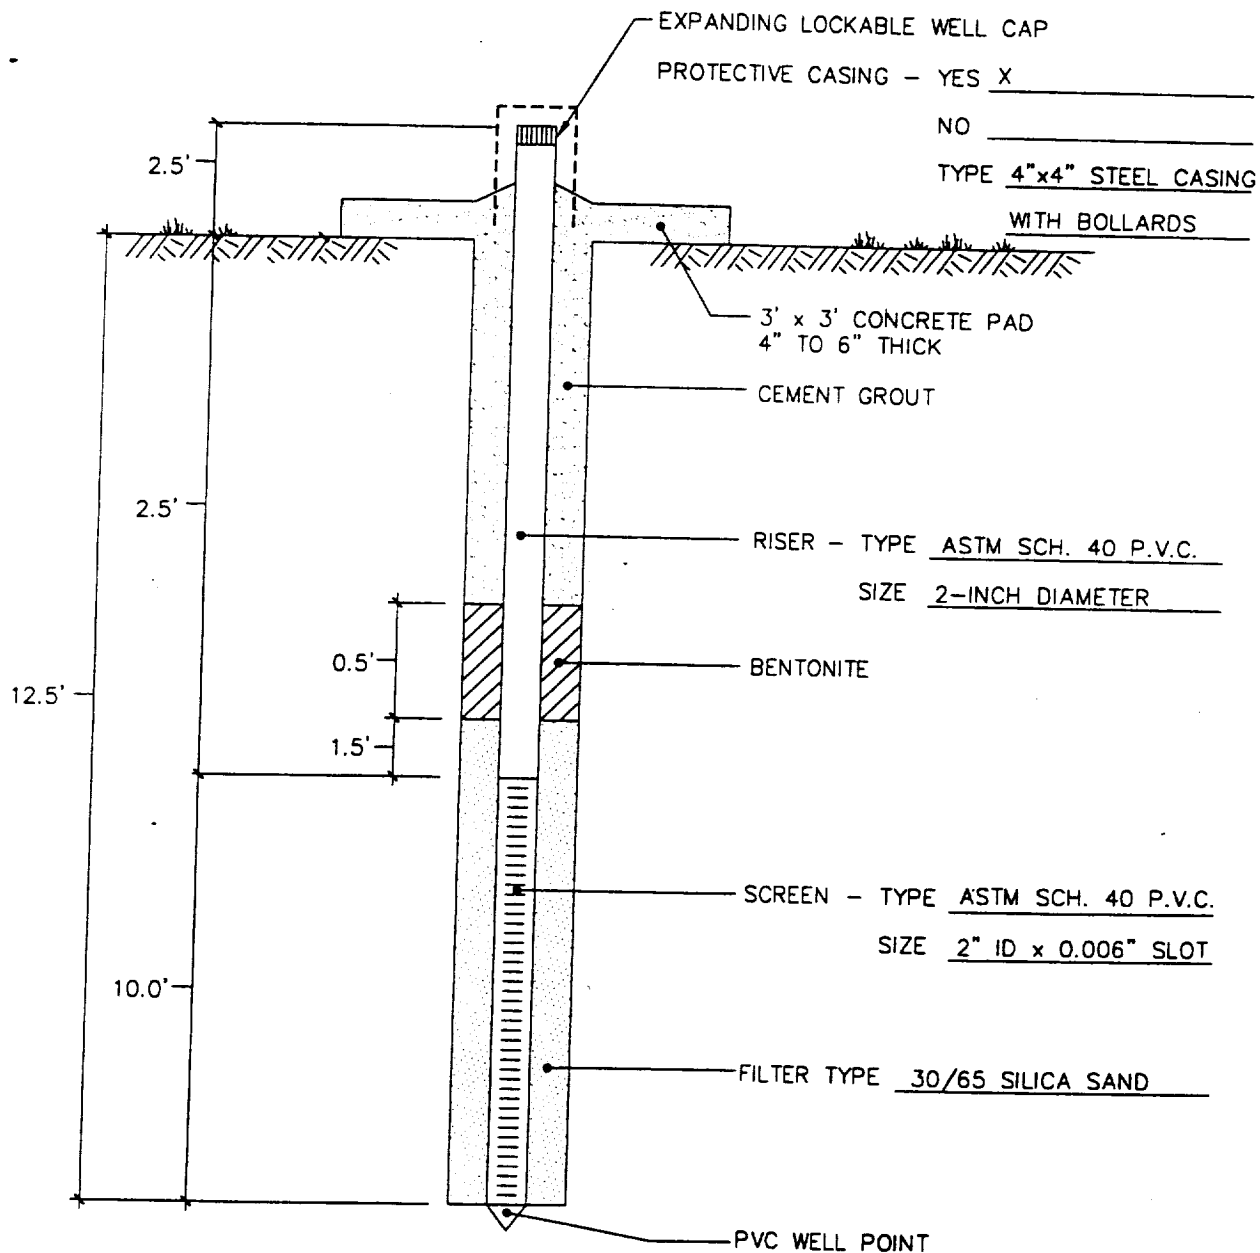 EXPANDING LOCKABLE WELL CAP
PROTECTIVE CASING – YES X
NO
2.5'
TYPE 4"x4" STEEL CASING
WITH BOLLARDS
3' x 3' CONCRETE PAD
4" TO 6" THICK
CEMENT GROUT
2.5'
RISER – TYPE ASTM SCH. 40 P.V.C.
SIZE 2-INCH DIAMETER
0.5'
BENTONITE
12.5'
1.5'
SCREEN – TYPE ASTM SCH. 40 P.V.C.
SIZE 2" ID x 0.006" SLOT
10.0'
FILTER TYPE 30/65 SILICA SAND
PVC WELL POINT